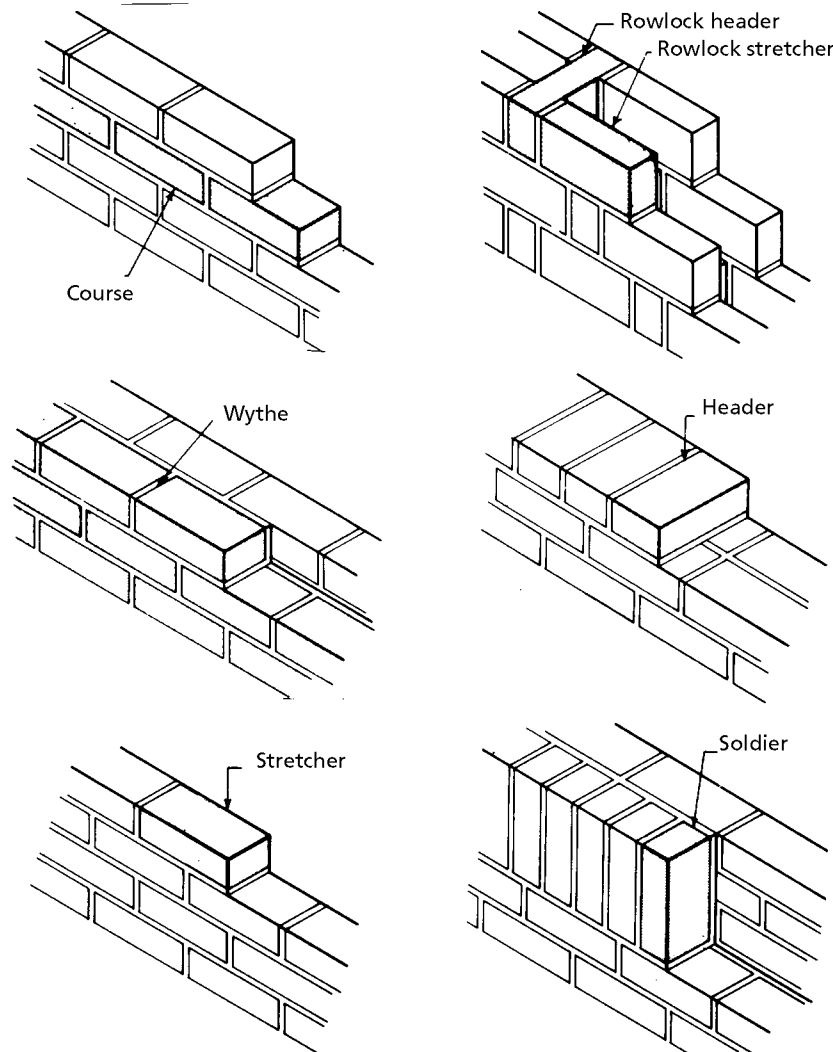 Rowlock header
Rowlock stretcher
Course
Wythe
Header
Stretcher
Soldier